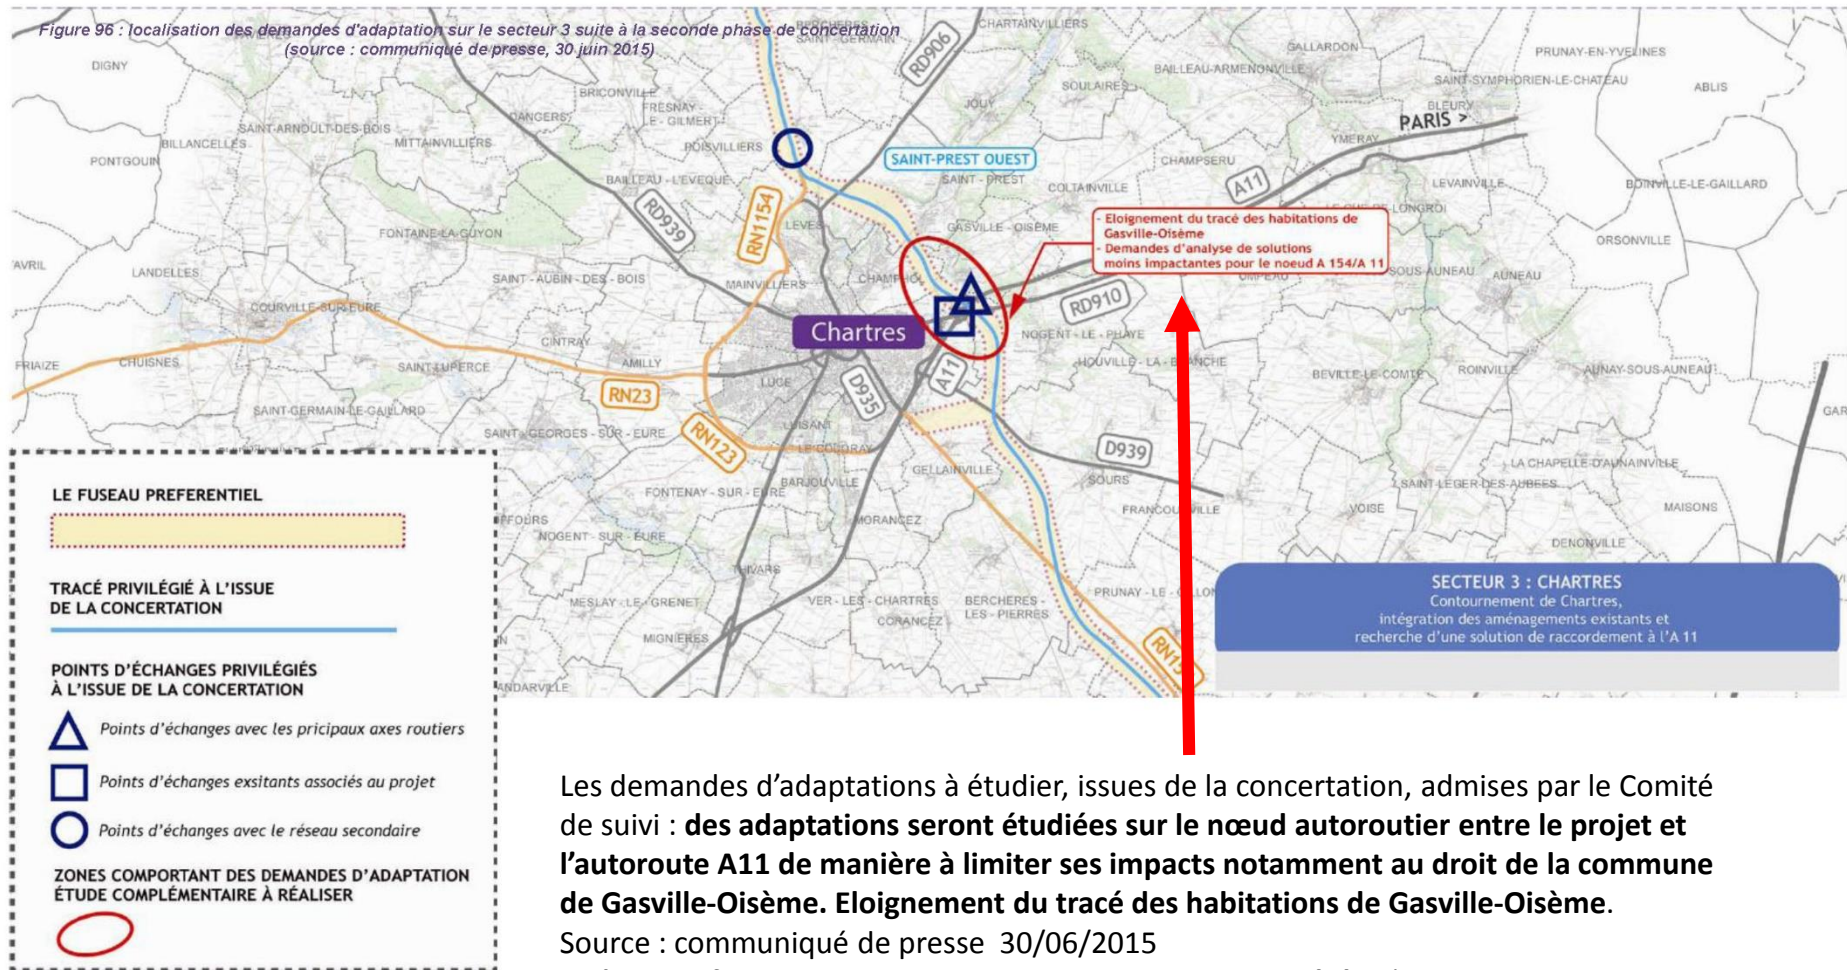 Figure 96 : localisation des demandes d'adaptation sur le secteur 3 suite à la seconde phase de concertation
(source : communiqué de presse, 30 juin 2015)
CHARTAINVILLIERS
DIGNY
RD906
GALLARDON
PRUNAY-EN-YVELINES
BAILLEAU-ARMENONVILLE
SAINT-SYMPHORIEN-LE-CHATEAU
ABLIS
BRICONVILLE
SOULAIRES
FRESNAY -
LE - GILMERT
JOUY
BLEURY
DANGERS
PARIS >
SAINT-ARNOULT-DES-BOIS
BILLANCELLES
MITTAINVILLIERS
POISVILLIERS
YMERAY
PONTGOUIN
SAINT-PREST OUEST
CHAMPSERU
BAILLEAU - L'EVEQUE
SAINT - PREST
COLTAINVILLE
A11
LEVAINVILLE
BOINVILLE-LE-GAILLARD
RD939
RN1154
LEVES
GASVILLE - OISEME
- Eloignement du tracé des habitations de
Gasville-Oisème
- Demandes d'analyse de solutions
moins impactantes pour le noeud A 154/A 11
FONTAINE-LA-GUYON
ORSONVILLE
LANDELLES
SAINT - AUBIN - DES - BOIS
MAINVILLIERS
SOUS-AUNEAU
AUNEAU
COURVILLE-SUR-EURE
RD910
Chartres
NOGENT - LE - PHAYE
CINTRAY
FRIAIZE
CHUISNES
SAINT-LUPERCE
AMILLY
HOUVILLE - LA - BRANCHE
BEVILLE-LE-COMTE
ROINVILLE
AUNAY-SOUS-AUNEAU
LUCE
A11
D935
RN23
SAINT-GERMAIN-LE-GAILLARD
LUISANT
SAINT - GEORGES - SUR - EURE
RN123
LE COUDRAY
D939
GELLAINVILLE
SOURS
LA CHAPELLE-D'AUNAINVILLE
BARJOUVILLE
FONTENAY - SUR - EURE
SAINT-LEGER-DES-AUBEES
FRANCOURVILLE
VOISE
MAISONS
MORANCEZ
NOGENT - SUR - EURE
DENONVILLE
THIVARS
MESLAY - LE - GRENET
VER - LES - CHARTRES
BERCHERES -
LES - PIERRES
CORANCEZ
MIGNIERES
SECTEUR 3 : CHARTRES
Contournement de Chartres,
intégration des aménagements existants et
recherche d'une solution de raccordement à l'A 11
LE FUSEAU PREFERENTIEL
TRACÉ PRIVILÉGIÉ À L'ISSUE
DE LA CONCERTATION
POINTS D'ÉCHANGES PRIVILÉGIÉS
À L'ISSUE DE LA CONCERTATION
Points d'échanges avec les pricipaux axes routiers
Points d'échanges exsitants associés au projet
Points d'échanges avec le réseau secondaire
ZONES COMPORTANT DES DEMANDES D'ADAPTATION
ÉTUDE COMPLÉMENTAIRE À RÉALISER
Les demandes d'adaptations à étudier, issues de la concertation, admises par le Comité
de suivi : des adaptations seront étudiées sur le nœud autoroutier entre le projet et
l'autoroute A11 de manière à limiter ses impacts notamment au droit de la commune
de Gasville-Oisème. Eloignement du tracé des habitations de Gasville-Oisème.
Source : communiqué de presse 30/06/2015